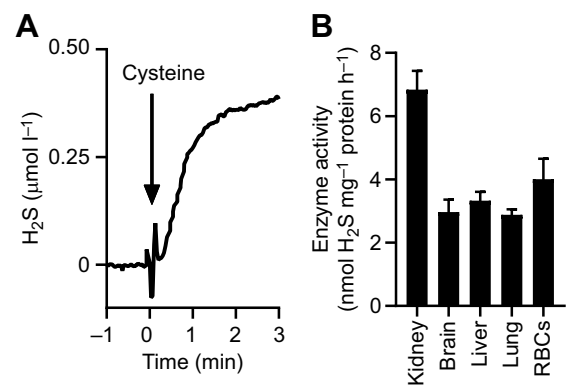 A
0.50
0.25
0
H₂S (μmol l⁻¹)
Cysteine
−1 0 1 2 3
Time (min)
B
8
6
4
2
0
Enzyme activity
(nmol H₂S mg⁻¹ protein h⁻¹)
Kidney
Brain
Liver
Lung
RBCs